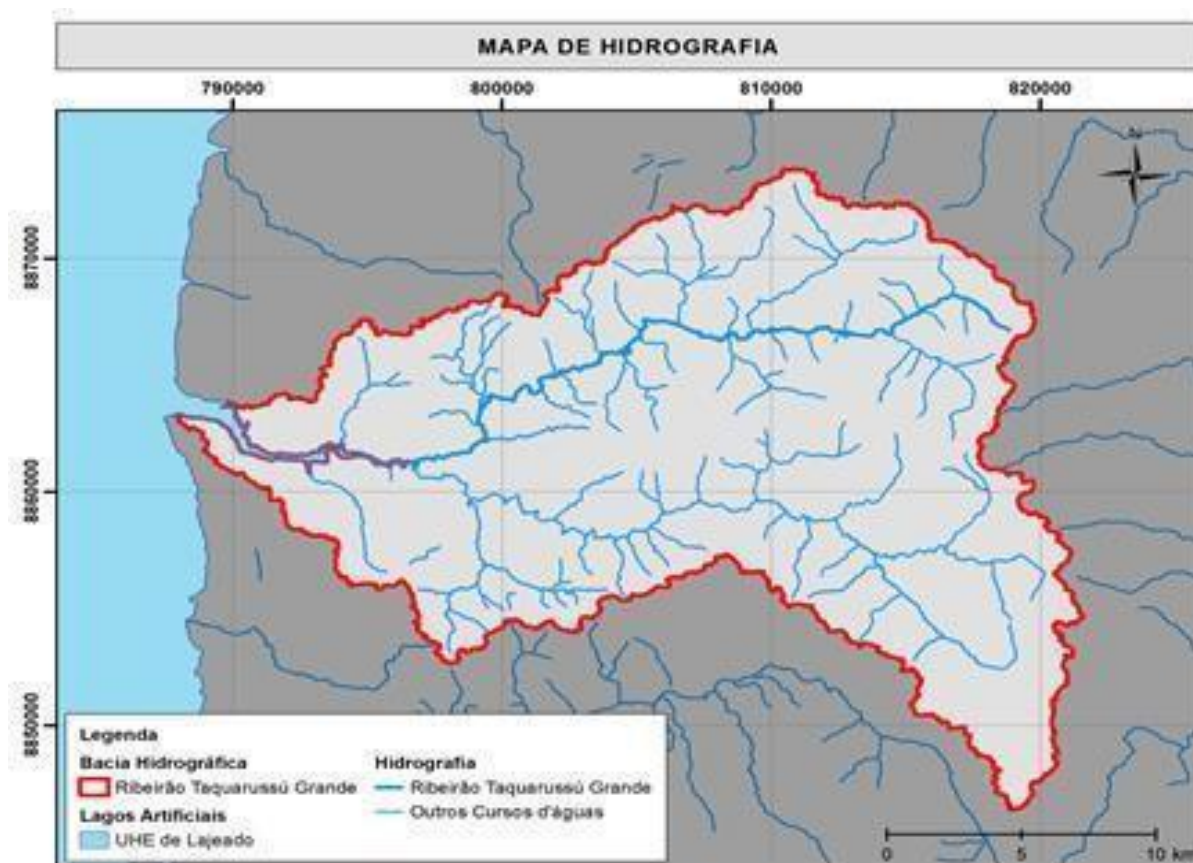 MAPA DE HIDROGRAFIA
790000 800000 810000 820000
N
8870000
8860000
8850000
Legenda
Bacia Hidrográfica
Ribeirão Taquarussú Grande
Lagos Artificiais
UHE de Lajeado
Hidrografia
Ribeirão Taquarussú Grande
Outros Cursos d'águas
0 5 10 km